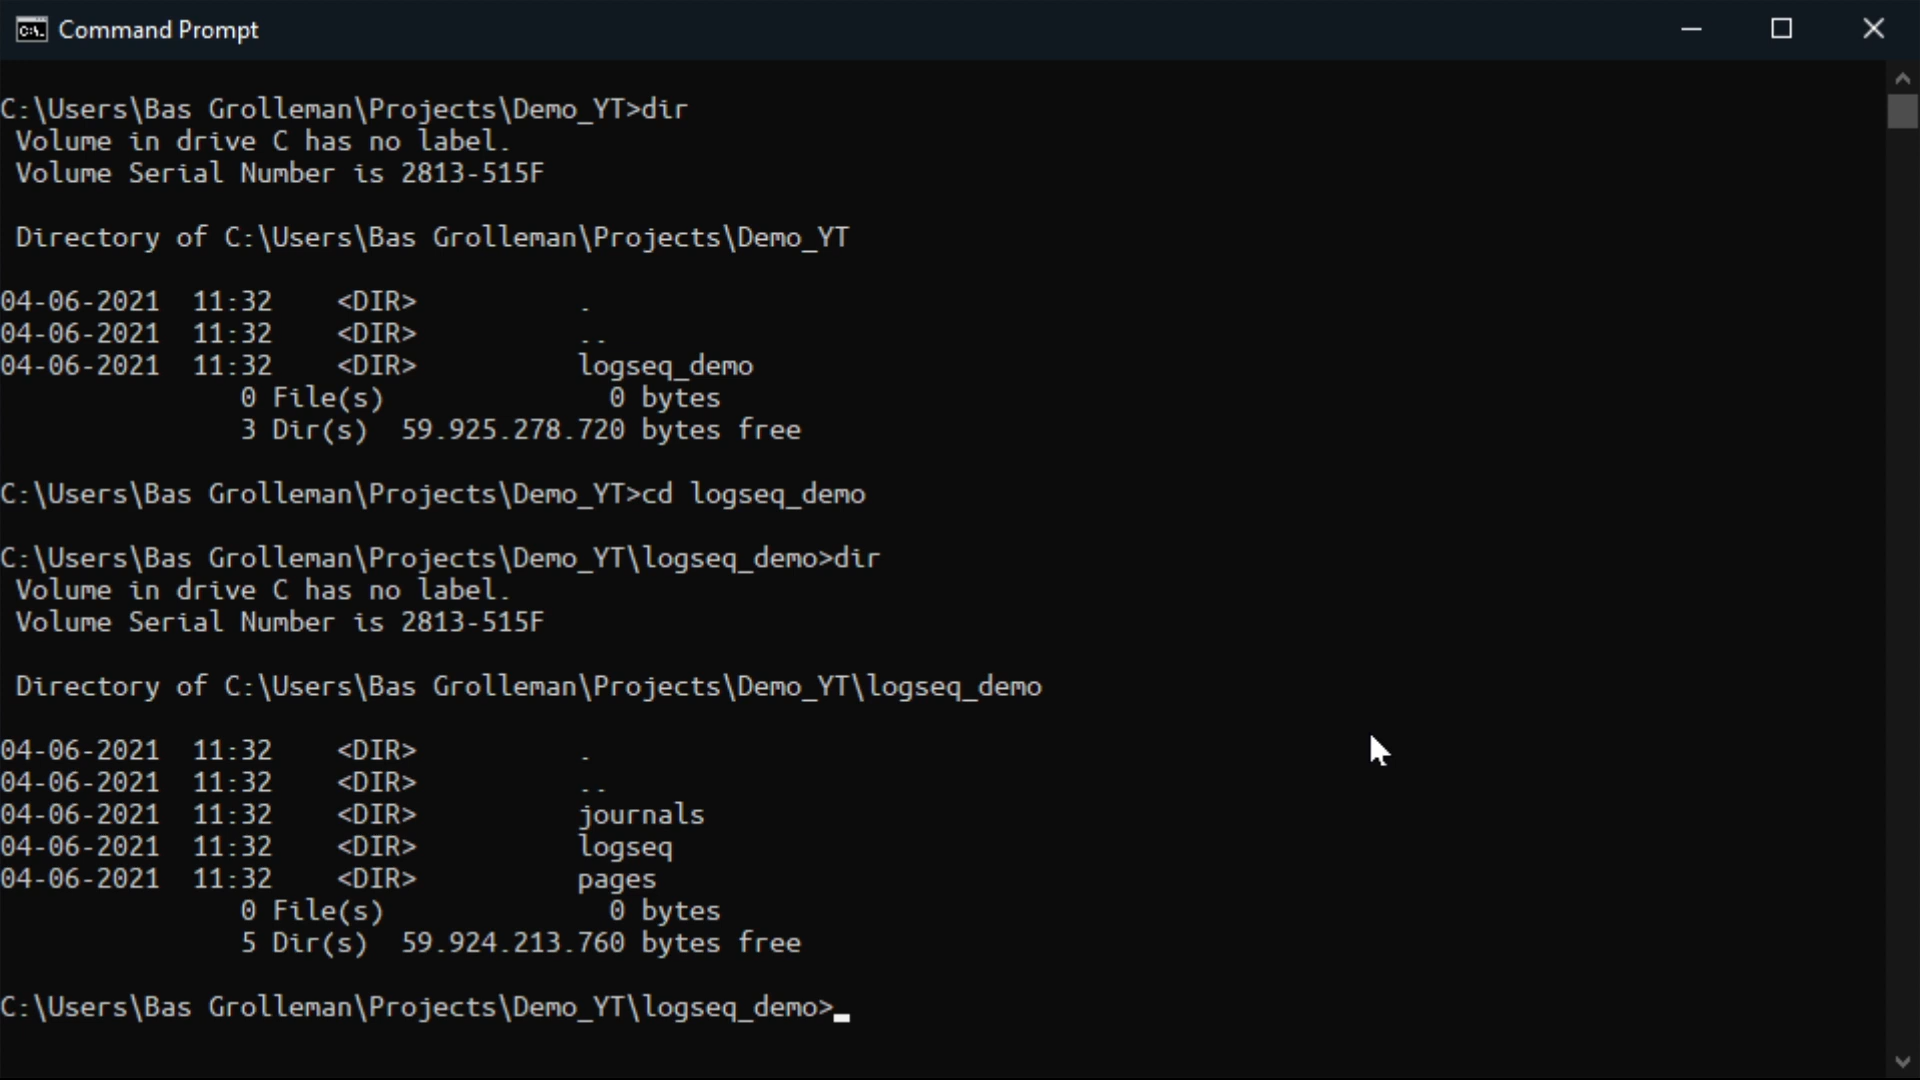 Command Prompt
C:\Users\Bas Grolleman\Projects\Demo_YT>dir
 Volume in drive C has no label.
 Volume Serial Number is 2813-515F

 Directory of C:\Users\Bas Grolleman\Projects\Demo_YT

04-06-2021  11:32    <DIR>          .
04-06-2021  11:32    <DIR>          ..
04-06-2021  11:32    <DIR>          logseq_demo
               0 File(s)              0 bytes
               3 Dir(s)  59.925.278.720 bytes free

C:\Users\Bas Grolleman\Projects\Demo_YT>cd logseq_demo

C:\Users\Bas Grolleman\Projects\Demo_YT\logseq_demo>dir
 Volume in drive C has no label.
 Volume Serial Number is 2813-515F

 Directory of C:\Users\Bas Grolleman\Projects\Demo_YT\logseq_demo

04-06-2021  11:32    <DIR>          .
04-06-2021  11:32    <DIR>          ..
04-06-2021  11:32    <DIR>          journals
04-06-2021  11:32    <DIR>          logseq
04-06-2021  11:32    <DIR>          pages
               0 File(s)              0 bytes
               5 Dir(s)  59.924.213.760 bytes free

C:\Users\Bas Grolleman\Projects\Demo_YT\logseq_demo>